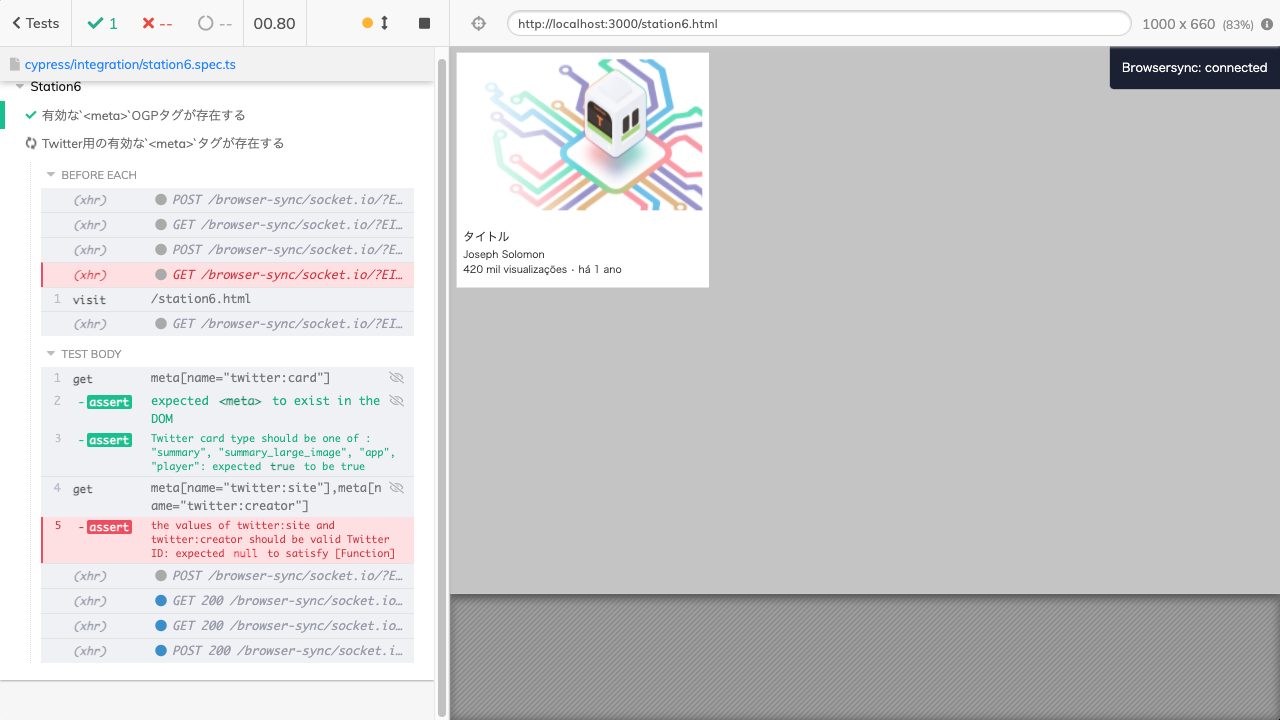 Tests
1
--
--
00.80
http://localhost:3000/station6.html
1000 x 660 (83%)
cypress/integration/station6.spec.ts
Browsersync: connected
Station6
有効な`<meta>`OGPタグが存在する
Twitter用の有効な`<meta>`タグが存在する
BEFORE EACH
(xhr) POST /browser-sync/socket.io/?E...
(xhr) GET /browser-sync/socket.io/?EI...
(xhr) POST /browser-sync/socket.io/?E...
(xhr) GET /browser-sync/socket.io/?EI...
1 visit /station6.html
(xhr) GET /browser-sync/socket.io/?EI...
TEST BODY
1 get meta[name="twitter:card"]
2 -assert expected <meta> to exist in the
DOM
3 -assert Twitter card type should be one of :
"summary", "summary_large_image", "app",
"player": expected true to be true
4 get meta[name="twitter:site"],meta[n
ame="twitter:creator"]
5 -assert the values of twitter:site and
twitter:creator should be valid Twitter
ID: expected null to satisfy [Function]
(xhr) POST /browser-sync/socket.io/?E...
(xhr) GET 200 /browser-sync/socket.io...
(xhr) GET 200 /browser-sync/socket.io...
(xhr) POST 200 /browser-sync/socket.i...
T
タイトル
Joseph Solomon
420 mil visualizações · há 1 ano